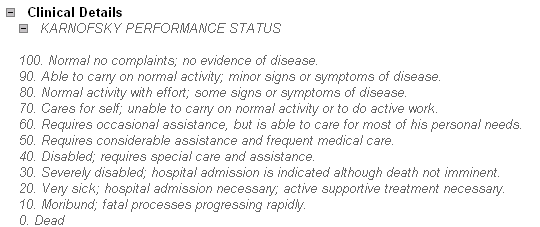 Clinical Details
KARNOFSKY PERFORMANCE STATUS
100. Normal no complaints; no evidence of disease.
90. Able to carry on normal activity; minor signs or symptoms of disease.
80. Normal activity with effort; some signs or symptoms of disease.
70. Cares for self; unable to carry on normal activity or to do active work.
60. Requires occasional assistance, but is able to care for most of his personal needs.
50. Requires considerable assistance and frequent medical care.
40. Disabled; requires special care and assistance.
30. Severely disabled; hospital admission is indicated although death not imminent.
20. Very sick; hospital admission necessary; active supportive treatment necessary.
10. Moribund; fatal processes progressing rapidly.
0. Dead